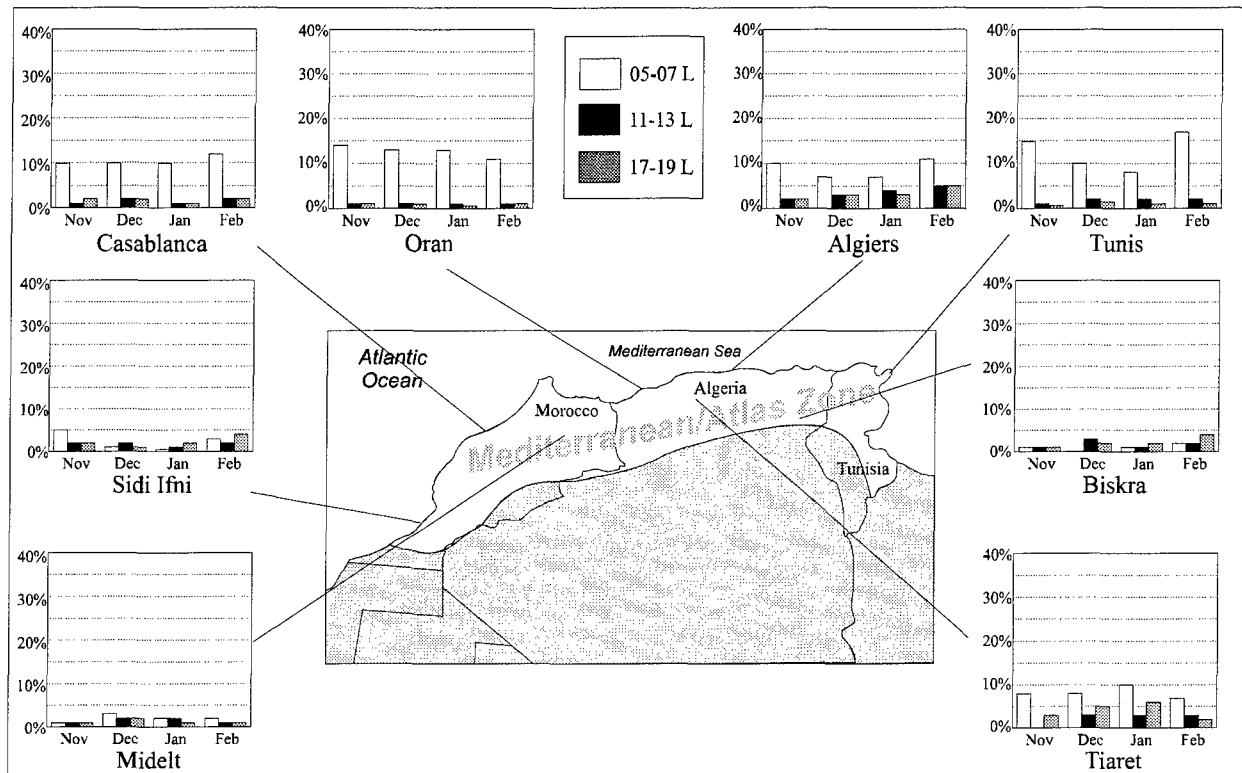 40%
30%
20%
10%
0%
Nov Dec Jan Feb
Casablanca
40%
30%
20%
10%
0%
Nov Dec Jan Feb
Oran
05-07 L
11-13 L
17-19 L
40%
30%
20%
10%
0%
Nov Dec Jan Feb
Algiers
40%
30%
20%
10%
0%
Nov Dec Jan Feb
Tunis
40%
30%
20%
10%
0%
Nov Dec Jan Feb
Sidi Ifni
Atlantic
Ocean
Mediterranean Sea
Morocco
Algeria
Mediterranean/Atlas Zone
Tunisia
40%
30%
20%
10%
0%
Nov Dec Jan Feb
Biskra
40%
30%
20%
10%
0%
Nov Dec Jan Feb
Midelt
40%
30%
20%
10%
0%
Nov Dec Jan Feb
Tiaret